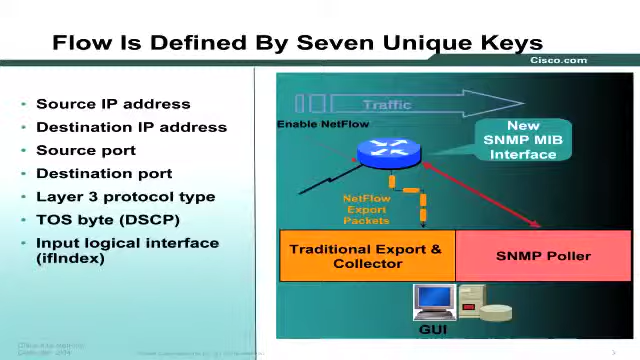 Flow Is Defined By Seven Unique Keys
Cisco.com
• Source IP address
• Destination IP address
• Source port
• Destination port
• Layer 3 protocol type
• TOS byte (DSCP)
• Input logical interface
(ifIndex)
Traffic
Enable NetFlow
New
SNMP MIB
Interface
NetFlow
Export
Packets
Traditional Export &
Collector
SNMP Poller
GUI